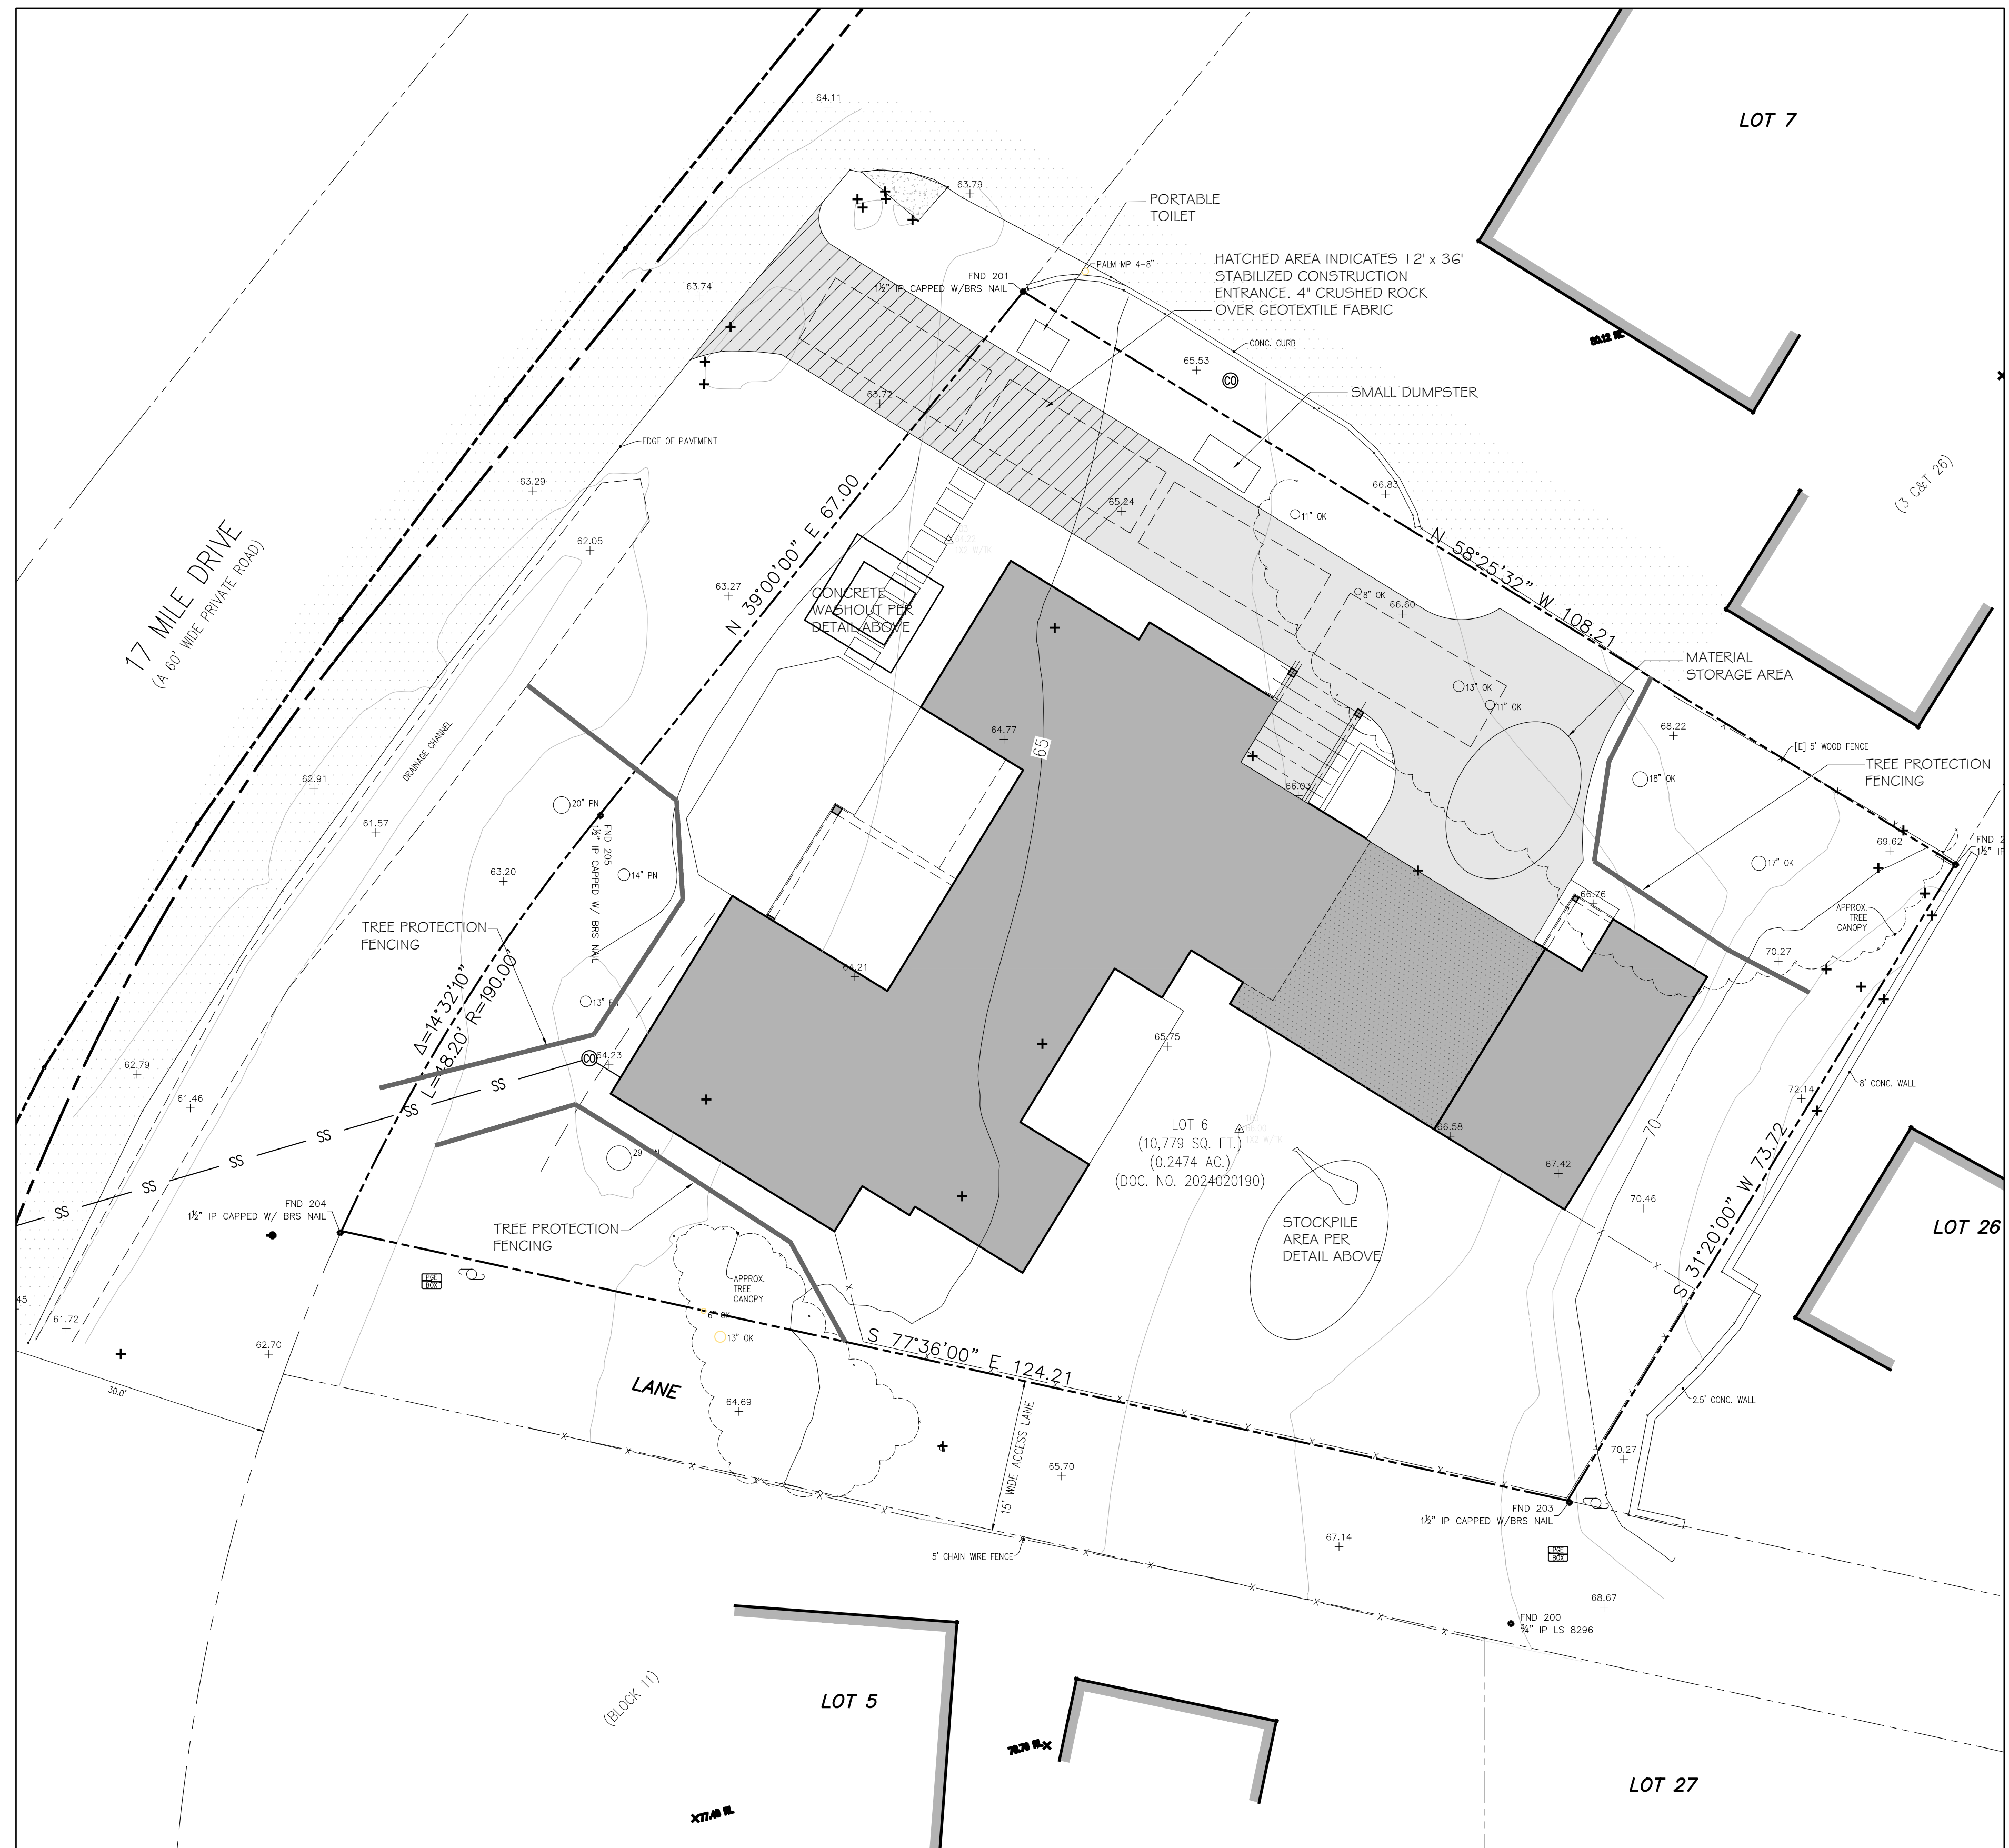 64.11
LOT 7
63.79
PORTABLE
TOILET
PALM MP 4-8"
HATCHED AREA INDICATES 12' x 36'
STABILIZED CONSTRUCTION
ENTRANCE. 4" CRUSHED ROCK
OVER GEOTEXTILE FABRIC
FND 201
1½" IP CAPPED W/BRS NAIL
63.74
CONC. CURB
65.53
CO
SMALL DUMPSTER
63.72
EDGE OF PAVEMENT
63.29
66.83
(3 C&T 26)
65.24
11" OK
62.05
17 MILE DRIVE
(A 60' WIDE PRIVATE ROAD)
N 39°00'00" E 67.00
N 58°25'32" W 108.21
63.27
CONCRETE
WASHOUT PER
DETAIL ABOVE
8" OK
66.60
MATERIAL
STORAGE AREA
13" OK
11" OK
68.22
[E] 5' WOOD FENCE
TREE PROTECTION
FENCING
64.77
65
DRAINAGE CHANNEL
62.91
66.03
18" OK
20" PN
61.57
FND 205
1½" IP CAPPED W/ BRS NAIL
69.62
17" OK
14" PN
63.20
66.76
APPROX.
TREE
CANOPY
TREE PROTECTION
FENCING
70.27
64.21
Δ=14°32'10"
L=48.20' R=190.00'
13" PN
65.75
CO
64.23
62.79
SS
SS
SS
SS
SS
SS
61.46
72.14
8' CONC. WALL
LOT 6
(10,779 SQ. FT.)
(0.2474 AC.)
(DOC. NO. 2024020190)
66.58
70
S 31°20'00" W 73.72
29" PN
67.42
70.46
FND 204
1½" IP CAPPED W/ BRS NAIL
TREE PROTECTION
FENCING
STOCKPILE
AREA PER
DETAIL ABOVE
LOT 26
PGE
BOX
APPROX.
TREE
CANOPY
6" OK
13" OK
45
61.72
62.70
S 77°36'00" E 124.21
30.0'
LANE
64.69
15' WIDE ACCESS LANE
2.5' CONC. WALL
65.70
70.27
FND 203
1½" IP CAPPED W/BRS NAIL
67.14
5' CHAIN WIRE FENCE
PGE
BOX
68.67
FND 200
¾" IP LS 8296
(BLOCK 11)
LOT 5
LOT 27